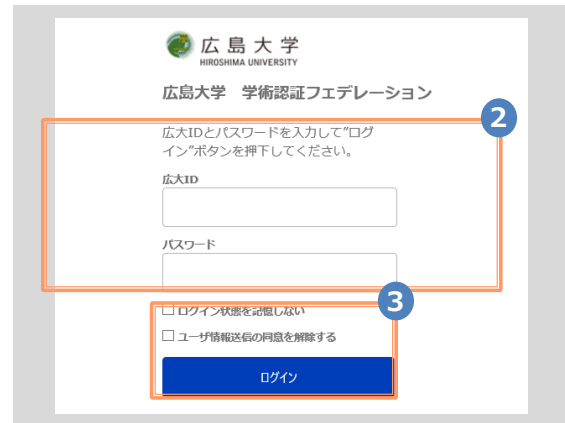 広島大学
HIROSHIMA UNIVERSITY
広島大学 学術認証フェデレーション
2
広大IDとパスワードを入力して"ログ
イン"ボタンを押下してください。
広大ID
パスワード
3
ログイン状態を記憶しない
ユーザ情報送信の同意を解除する
ログイン